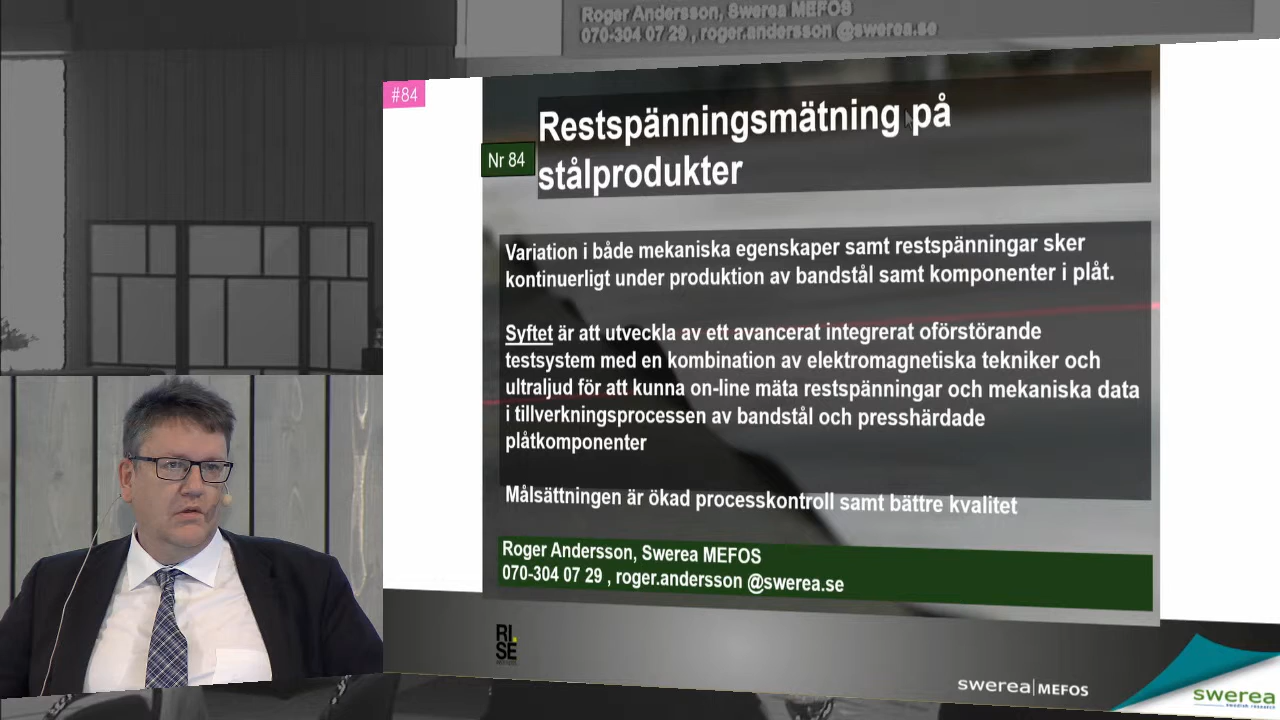 Roger Andersson, Swerea MEFOS
070-304 07 29 , roger.andersson @swerea.se
#84
Restspänningsmätning på
stålprodukter
Nr 84
Variation i både mekaniska egenskaper samt restspänningar sker
kontinuerligt under produktion av bandstål samt komponenter i plåt.
Syftet är att utveckla av ett avancerat integrerat oförstörande
testsystem med en kombination av elektromagnetiska tekniker och
ultraljud för att kunna on-line mäta restspänningar och mekaniska data
i tillverkningsprocessen av bandstål och presshärdade
plåtkomponenter
Målsättningen är ökad processkontroll samt bättre kvalitet
Roger Andersson, Swerea MEFOS
070-304 07 29 , roger.andersson @swerea.se
RI.
SE
swerea|MEFOS
swerea